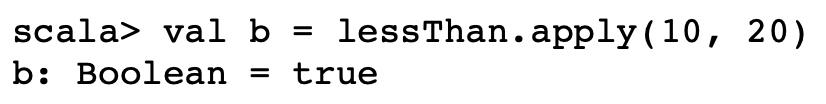 scala> val b = lessThan.apply(10, 20)
b: Boolean = true